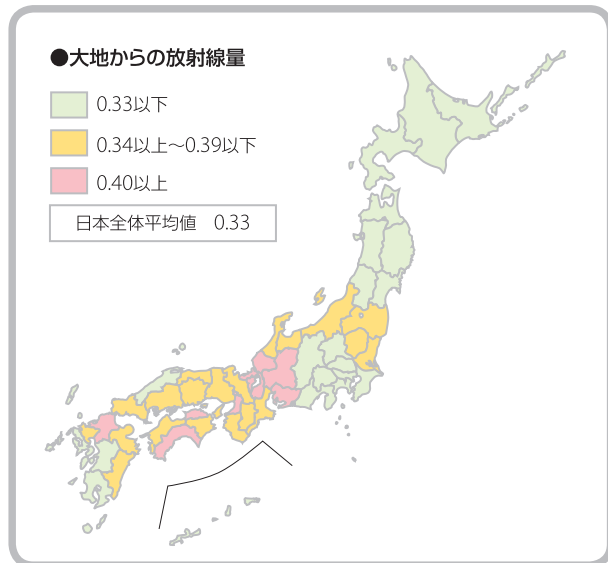 ●大地からの放射線量
0.33以下
0.34以上～0.39以下
0.40以上
日本全体平均値　0.33